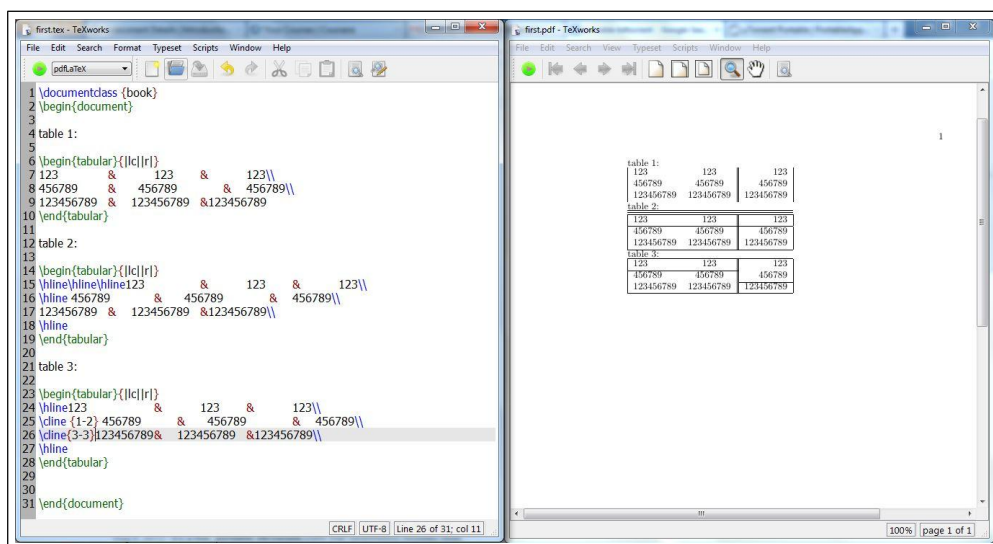 first.tex - TeXworks
File Edit Search Format Typeset Scripts Window Help
pdfLaTeX
1 \documentclass {book}
2 \begin{document}
3
4 table 1:
5
6 \begin{tabular}{|lc||r|}
7 123 & 123 & 123\\
8 456789 & 456789 & 456789\\
9 123456789 & 123456789 &123456789
10 \end{tabular}
11
12 table 2:
13
14 \begin{tabular}{|lc||r|}
15 \hline\hline\hline123 & 123 & 123\\
16 \hline 456789 & 456789 & 456789\\
17 123456789 & 123456789 &123456789\\
18 \hline
19 \end{tabular}
20
21 table 3:
22
23 \begin{tabular}{|lc||r|}
24 \hline123 & 123 & 123\\
25 \cline {1-2} 456789 & 456789 & 456789\\
26 \cline{3-3}123456789& 123456789 &123456789\\
27 \hline
28 \end{tabular}
29
30
31 \end{document}
CRLF UTF-8 Line 26 of 31; col 11
first.pdf - TeXworks
File Edit Search View Typeset Scripts Window Help
1
table 1:
123 123 123
456789 456789 456789
123456789 123456789 123456789
table 2:
123 123 123
456789 456789 456789
123456789 123456789 123456789
table 3:
123 123 123
456789 456789 456789
123456789 123456789 123456789
100% page 1 of 1